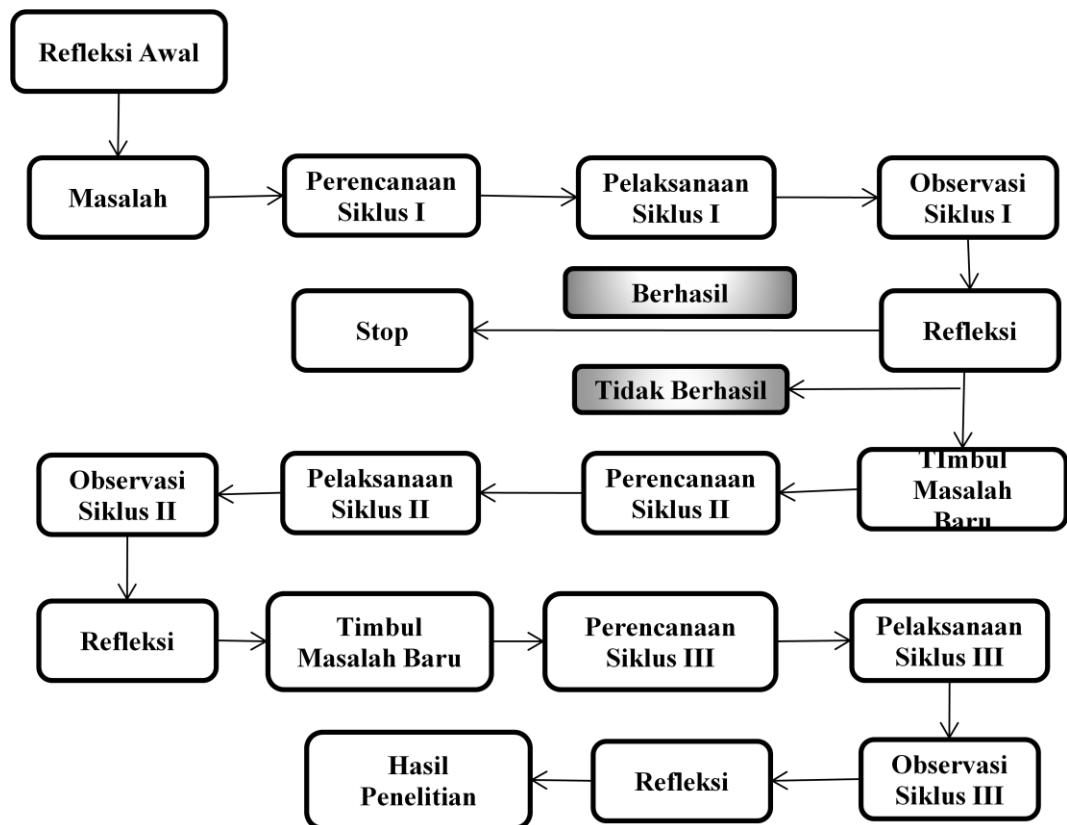 Refleksi Awal
Masalah
Perencanaan
Siklus I
Pelaksanaan
Siklus I
Observasi
Siklus I
Berhasil
Stop
Refleksi
Tidak Berhasil
TImbul
Masalah
Baru
Perencanaan
Siklus II
Pelaksanaan
Siklus II
Observasi
Siklus II
Refleksi
Timbul
Masalah Baru
Perencanaan
Siklus III
Pelaksanaan
Siklus III
Observasi
Siklus III
Refleksi
Hasil
Penelitian